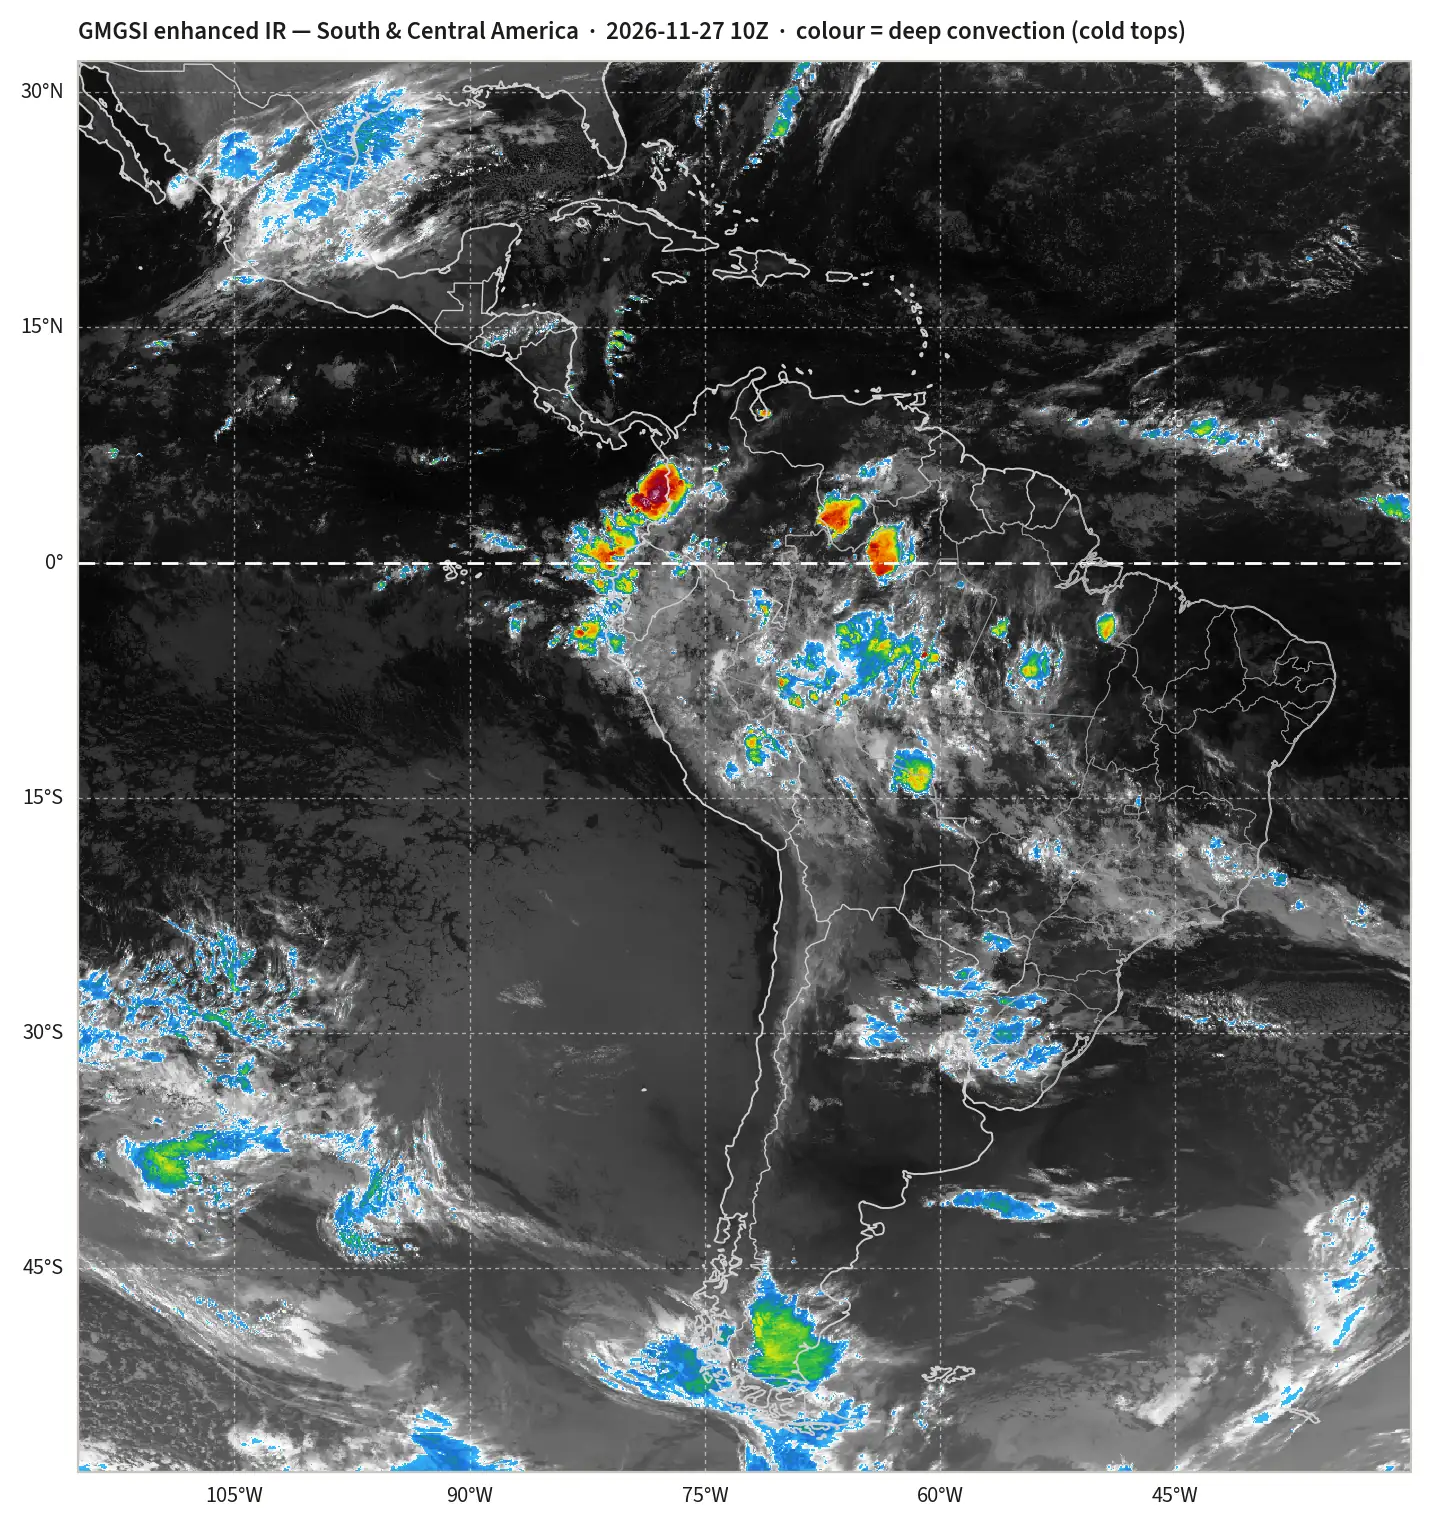 GMGSI enhanced IR — South & Central America · 2026-11-27 10Z · colour = deep convection (cold tops)
30°N
15°N
0°
15°S
30°S
45°S
105°W
90°W
75°W
60°W
45°W